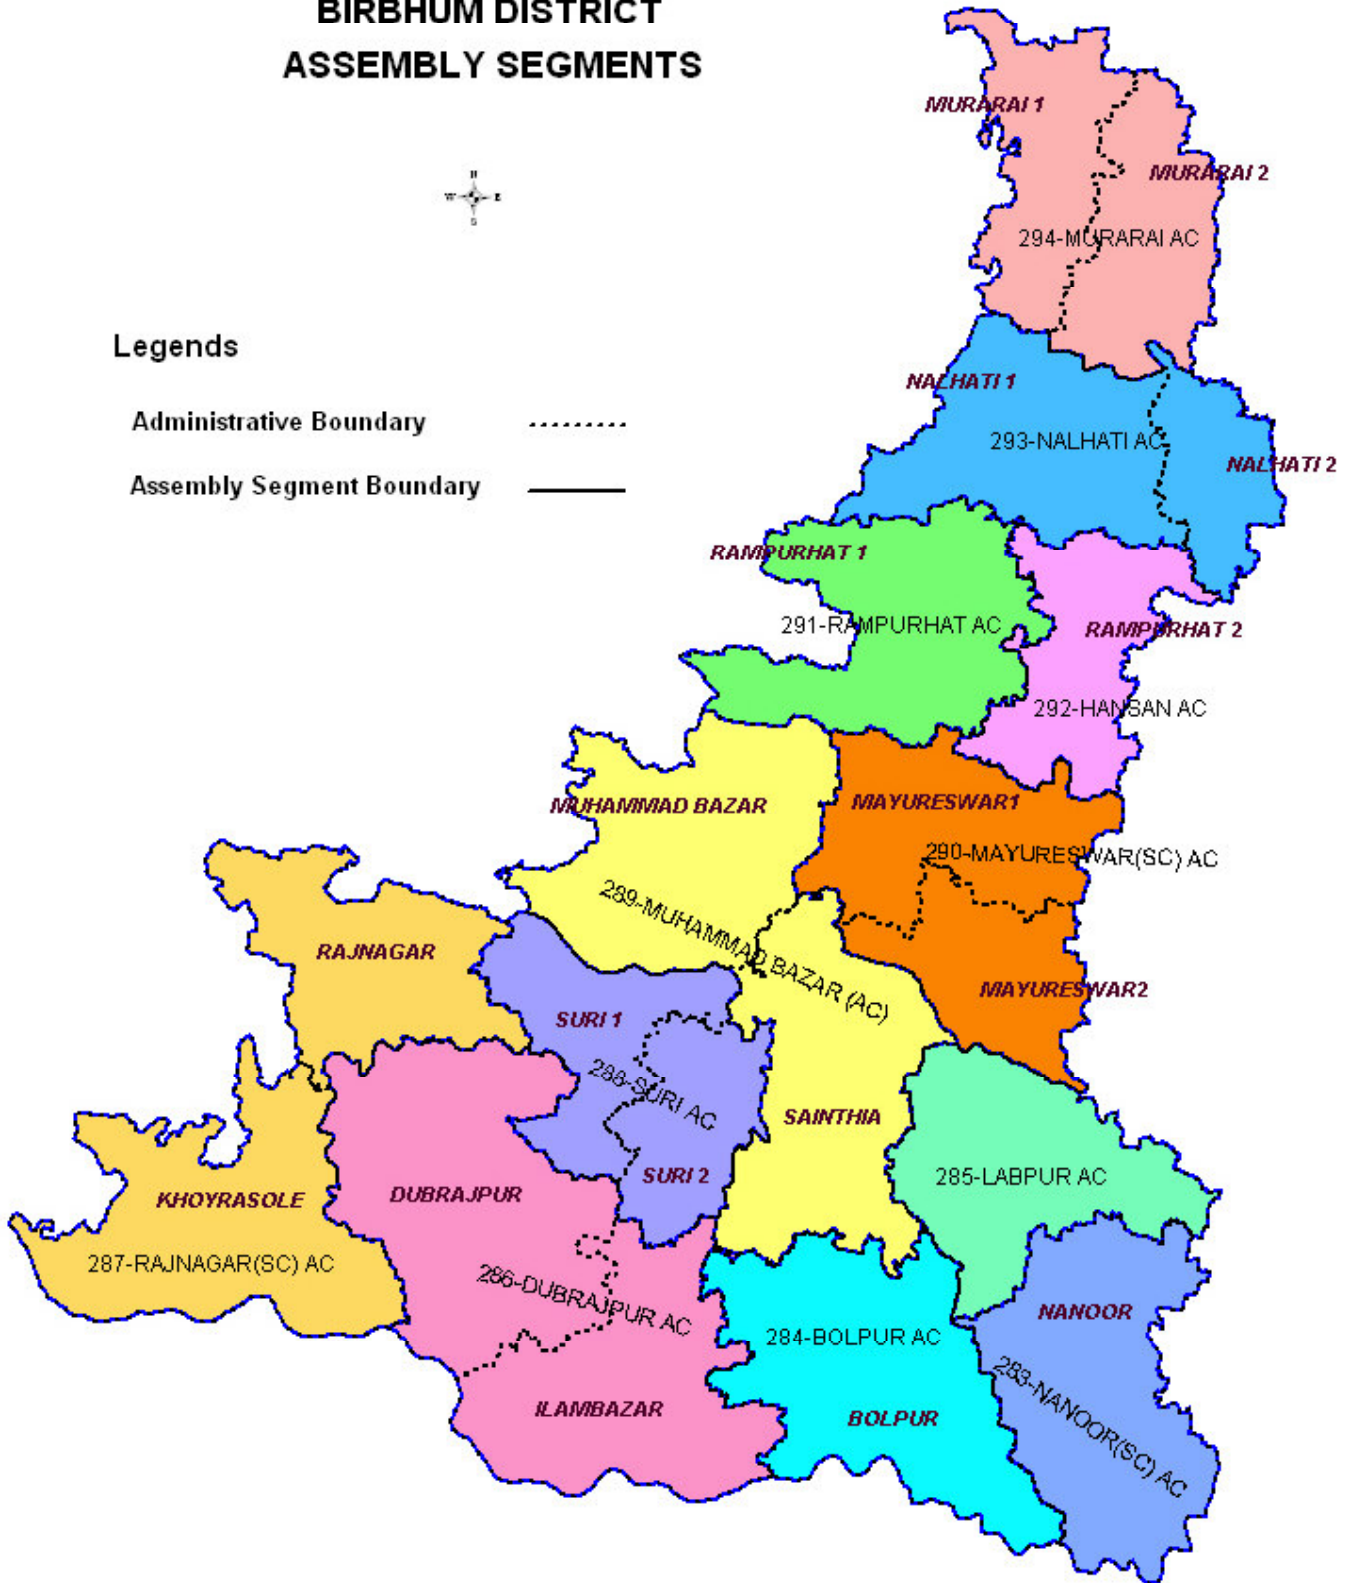 BIRBHUM DISTRICT
ASSEMBLY SEGMENTS
MURARAI 1
MURARAI 2
N
W E
S
294-MURARAI AC
Legends
NALHATI 1
Administrative Boundary
293-NALHATI AC
NALHATI 2
Assembly Segment Boundary
RAMPURHAT 1
291-RAMPURHAT AC
RAMPURHAT 2
292-HANSAN AC
MUHAMMAD BAZAR
MAYURESWAR1
290-MAYURESWAR(SC) AC
289-MUHAMMAD BAZAR (AC)
RAJNAGAR
MAYURESWAR2
SURI 1
288-SURI AC
SAINTHIA
285-LABPUR AC
SURI 2
KHOYRASOLE
DUBRAJPUR
287-RAJNAGAR(SC) AC
286-DUBRAJPUR AC
NANOOR
284-BOLPUR AC
283-NANOOR(SC) AC
ILAMBAZAR
BOLPUR